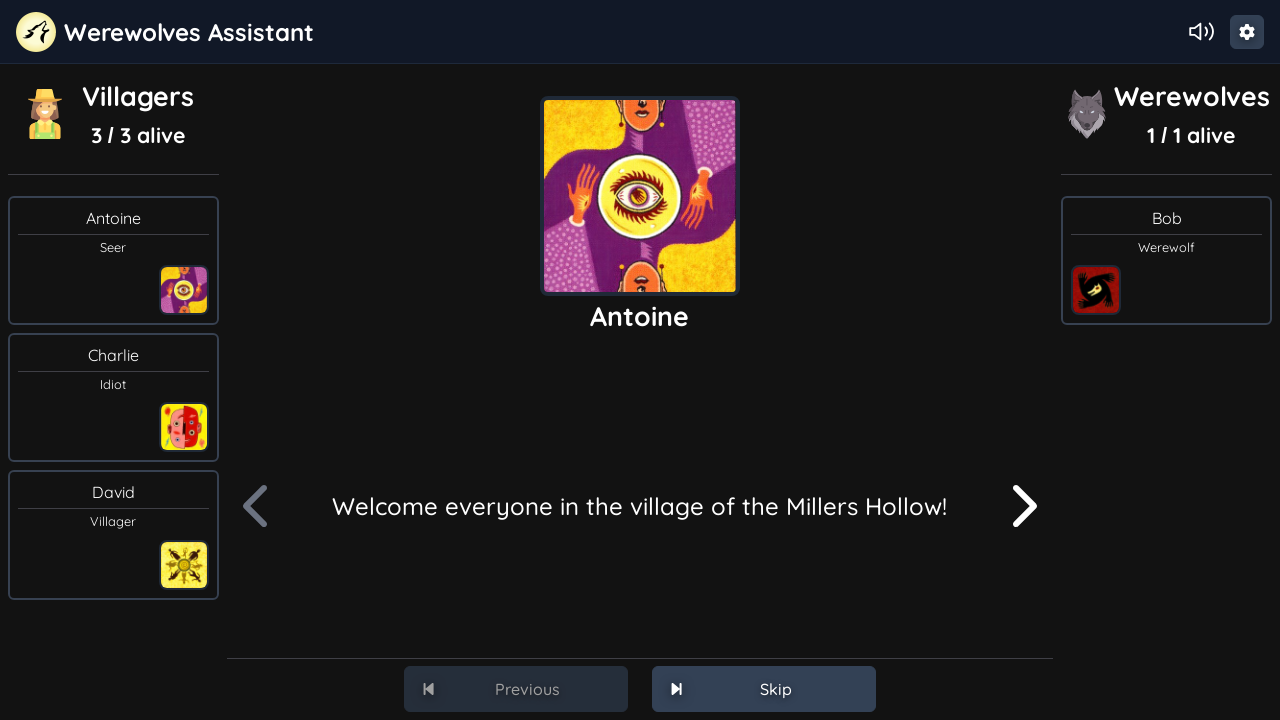 Werewolves Assistant
Villagers
3 / 3 alive
Antoine
Seer
Charlie
Idiot
David
Villager
Antoine
Welcome everyone in the village of the Millers Hollow!
Previous
Skip
Werewolves
1 / 1 alive
Bob
Werewolf